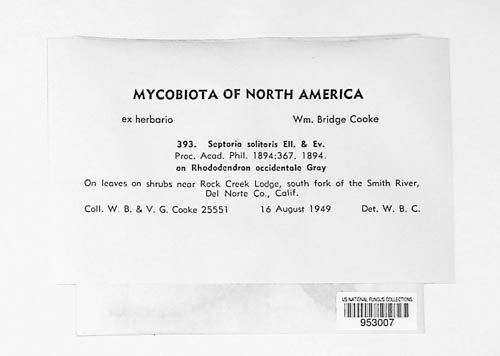 MYCOBIOTA OF NORTH AMERICA
ex herbario Wm. Bridge Cooke
393. Septoria solitaris Ell. & Ev.
Proc. Acad. Phil. 1894:367. 1894.
on Rhododendron occidentale Gray
On leaves on shrubs near Rock Creek Lodge, south fork of the Smith River,
Del Norte Co., Calif.
Coll. W. B. & V. G. Cooke 25551 16 August 1949 Det. W. B. C.
US NATIONAL FUNGUS COLLECTIONS
953007